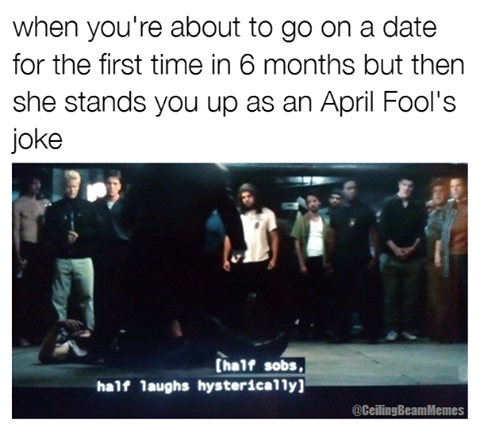 when you're about to go on a date
for the first time in 6 months but then
she stands you up as an April Fool's
joke
[half sobs,
half laughs hysterically]
@CeilingBeamMemes